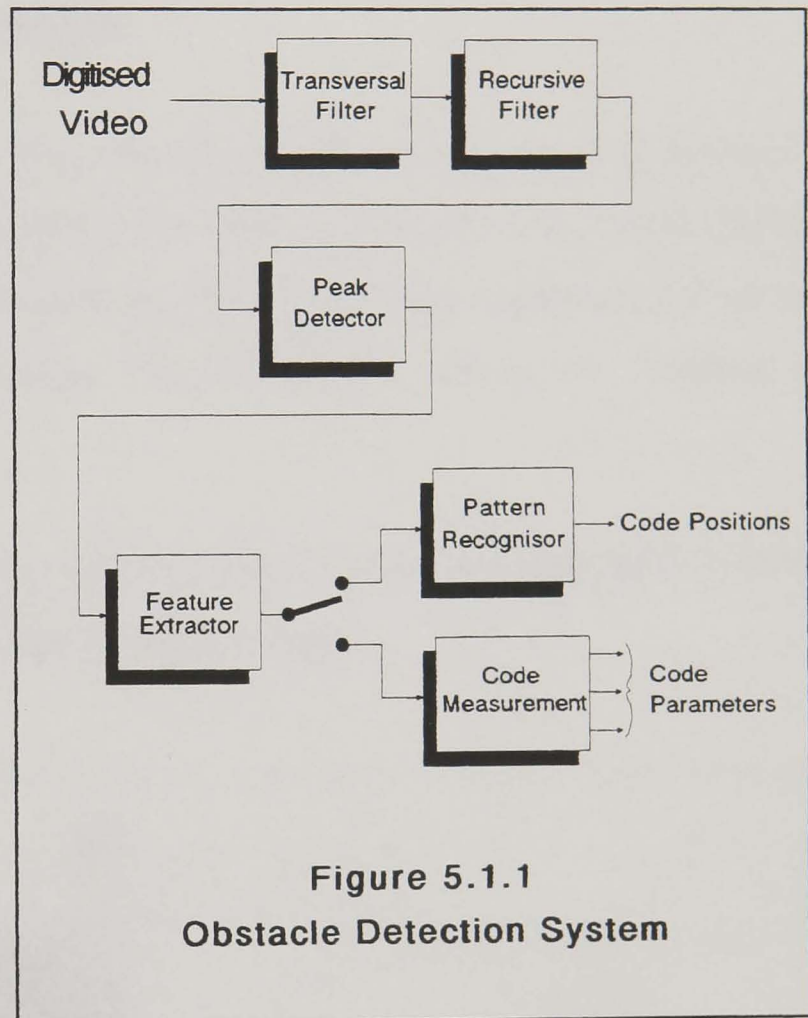 Digitised
Video
Transversal
Filter
Recursive
Filter
Peak
Detector
Feature
Extractor
Pattern
Recognisor
Code Positions
Code
Measurement
Code
Parameters
Figure 5.1.1
Obstacle Detection System